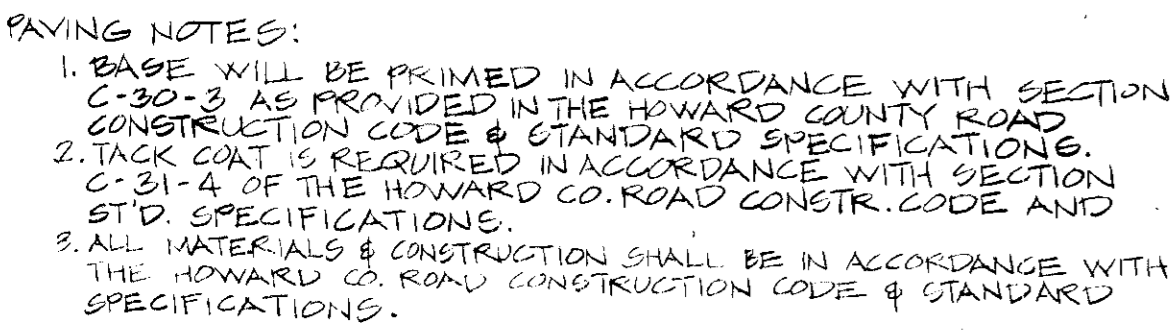 PAVING NOTES:
1. BASE WILL BE PRIMED IN ACCORDANCE WITH SECTION
C-30-3 AS PROVIDED IN THE HOWARD COUNTY ROAD
CONSTRUCTION CODE & STANDARD SPECIFICATIONS.
2. TACK COAT IS REQUIRED IN ACCORDANCE WITH SECTION
C-31-4 OF THE HOWARD CO. ROAD CONSTR. CODE AND
ST'D. SPECIFICATIONS.
3. ALL MATERIALS & CONSTRUCTION SHALL BE IN ACCORDANCE WITH
THE HOWARD CO. ROAD CONSTRUCTION CODE & STANDARD
SPECIFICATIONS.